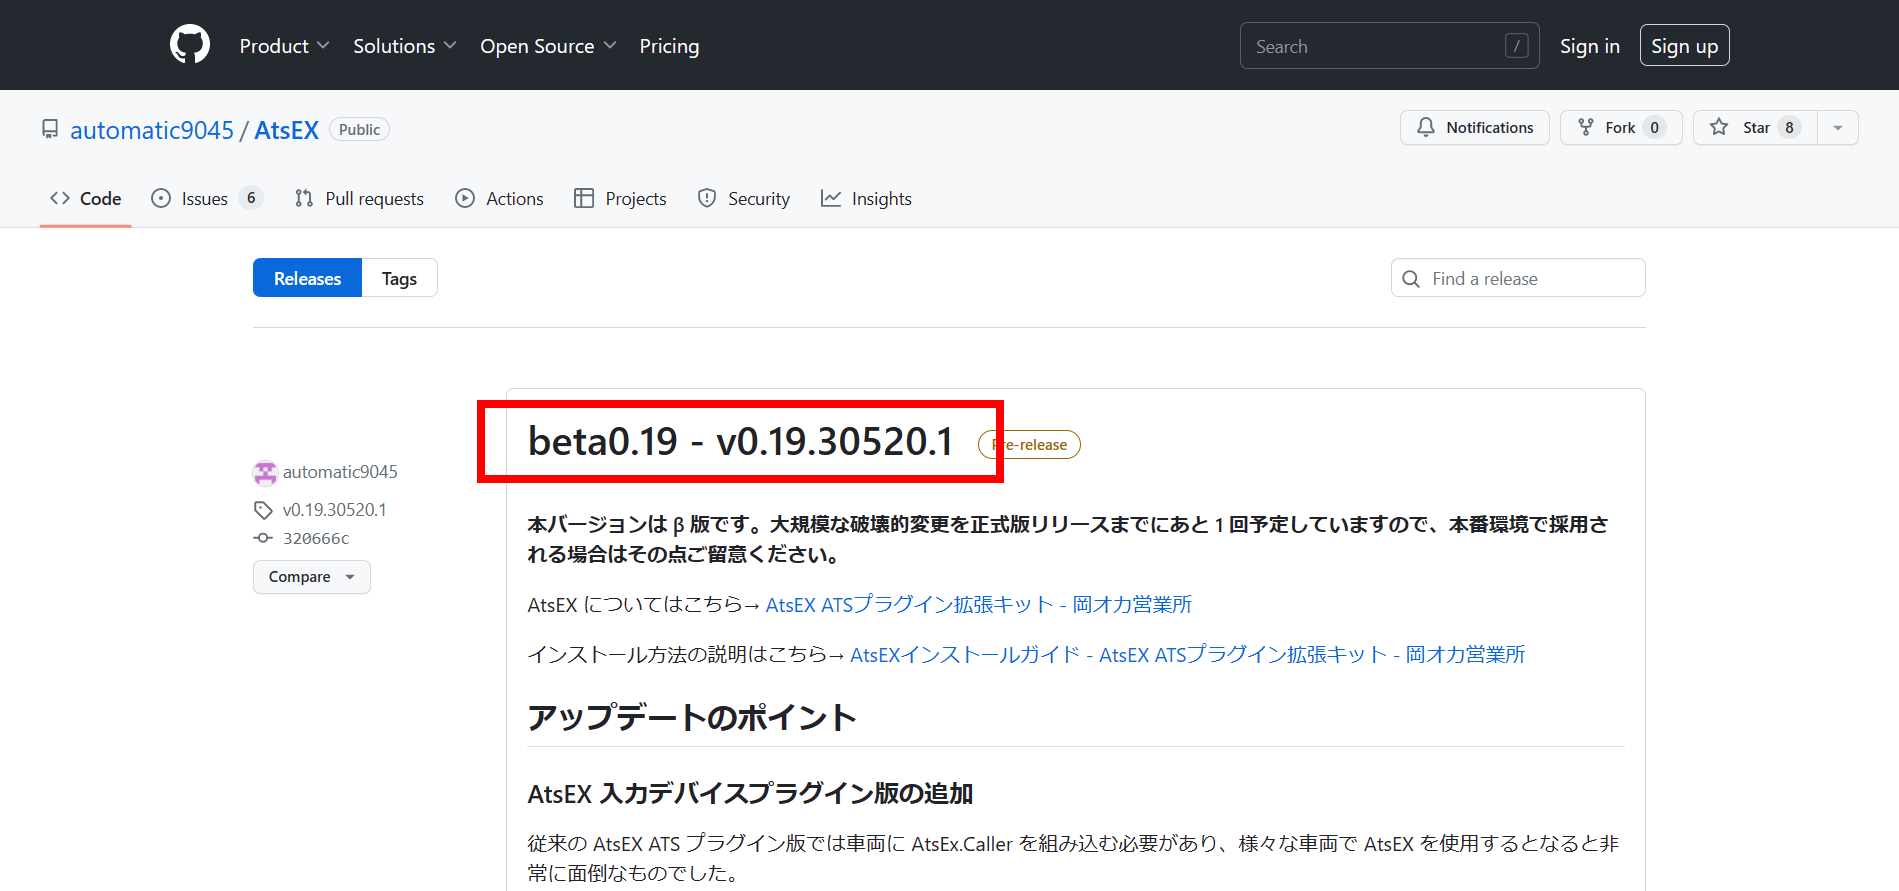 Product Solutions Open Source Pricing Search / Sign in Sign up
automatic9045 / AtsEX Public Notifications Fork 0 Star 8
Code Issues 6 Pull requests Actions Projects Security Insights
Releases Tags Find a release
beta0.19 - v0.19.30520.1 Pre-release
automatic9045
v0.19.30520.1
320666c
Compare
本バージョンは β 版です。大規模な破壊的変更を正式版リリースまでにあと 1 回予定していますので、本番環境で採用さ
れる場合はその点ご留意ください。
AtsEX についてはこちら→ AtsEX ATSプラグイン拡張キット - 岡オカ営業所
インストール方法の説明はこちら→ AtsEXインストールガイド - AtsEX ATSプラグイン拡張キット - 岡オカ営業所
アップデートのポイント
AtsEX 入力デバイスプラグイン版の追加
従来の AtsEX ATS プラグイン版では車両に AtsEx.Caller を組み込む必要があり、様々な車両で AtsEX を使用するとなると非
常に面倒なものでした。